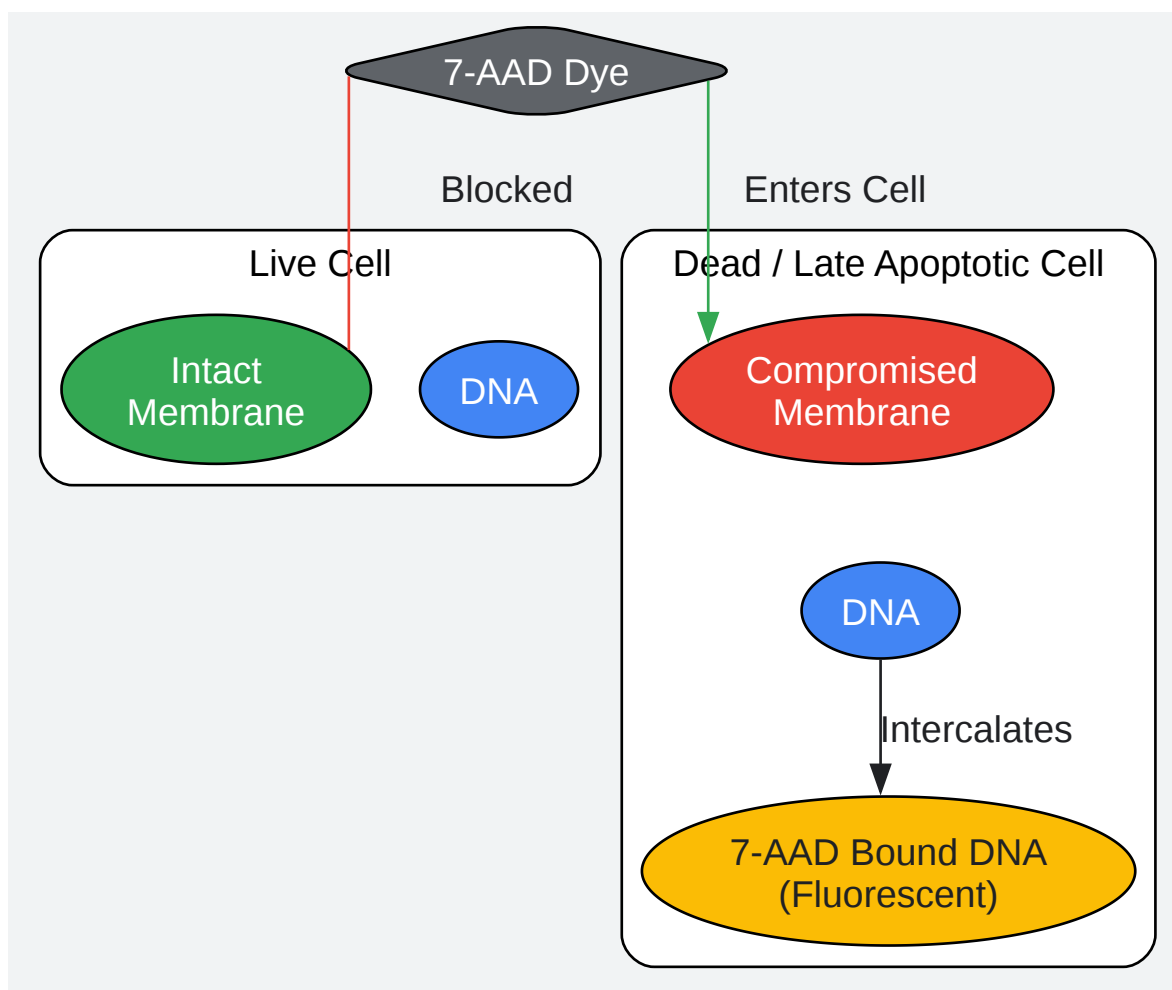 7-AAD Dye
Blocked
Enters Cell
Live Cell
Intact
Membrane
DNA
Dead / Late Apoptotic Cell
Compromised
Membrane
DNA
Intercalates
7-AAD Bound DNA
(Fluorescent)